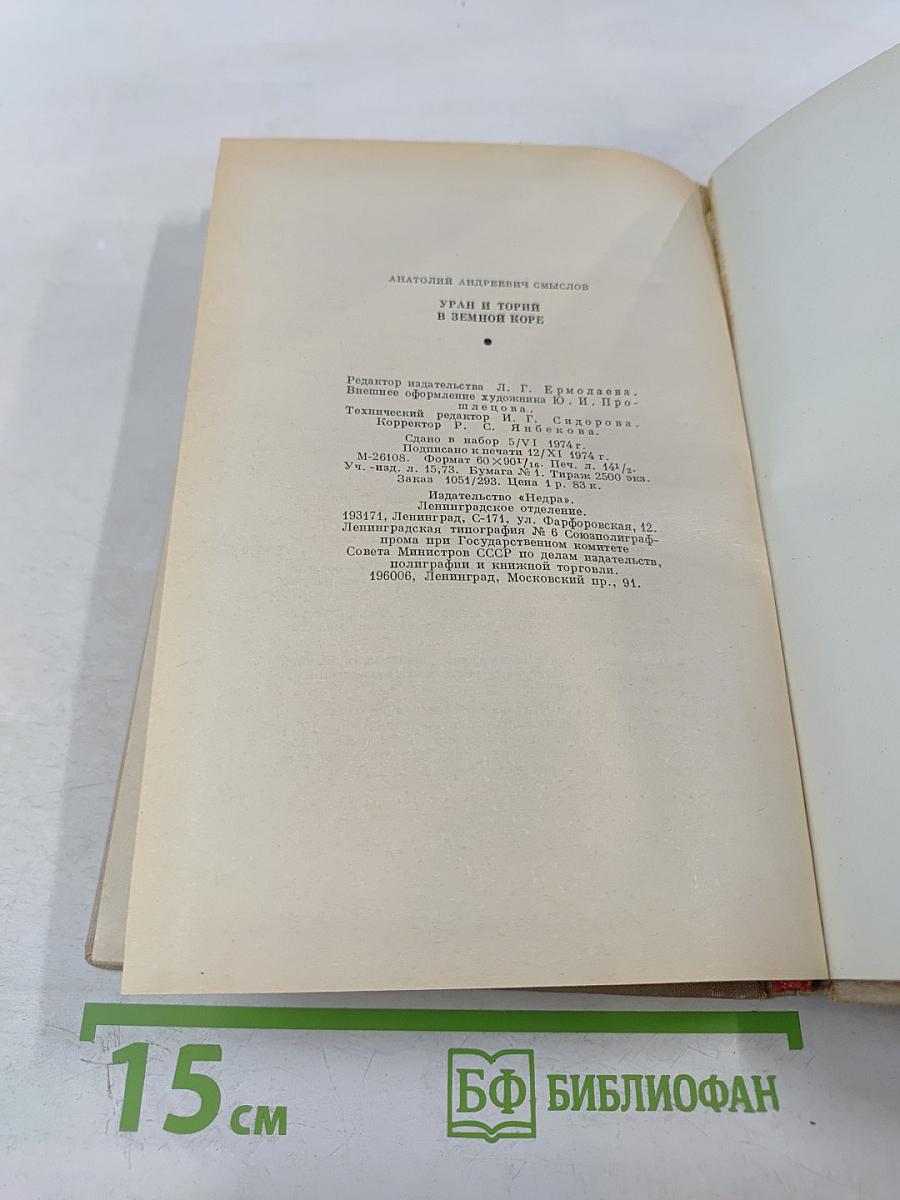 АНАТОЛИЙ АНДРЕЕВИЧ СМЫСЛОВ
УРАН И ТОРИЙ
В ЗЕМНОЙ КОРЕ
Редактор издательства Л. Г. Ермолаева.
Внешнее оформление художника Ю. И. Про-
шлецова.
Технический редактор И. Г. Сидорова.
Корректор Р. С. Янбекова.
Сдано в набор 5/VI 1974 г.
Подписано к печати 12/XI 1974 г.
М-26108. Формат 60×90¹/₁₆. Печ. л. 14¹/₂.
Уч. -изд. л. 15,73. Бумага № 1. Тираж 2500 экз.
Заказ 1051/293. Цена 1 р. 83 к.
Издательство «Недра».
Ленинградское отделение.
193171, Ленинград, С-171, ул. Фарфоровская, 12.
Ленинградская типография № 6 Союзполиграф-
прома при Государственном комитете
Совета Министров СССР по делам издательств,
полиграфии и книжной торговли.
196006, Ленинград, Московский пр., 91.
15 см
БФ БИБЛИОФАН